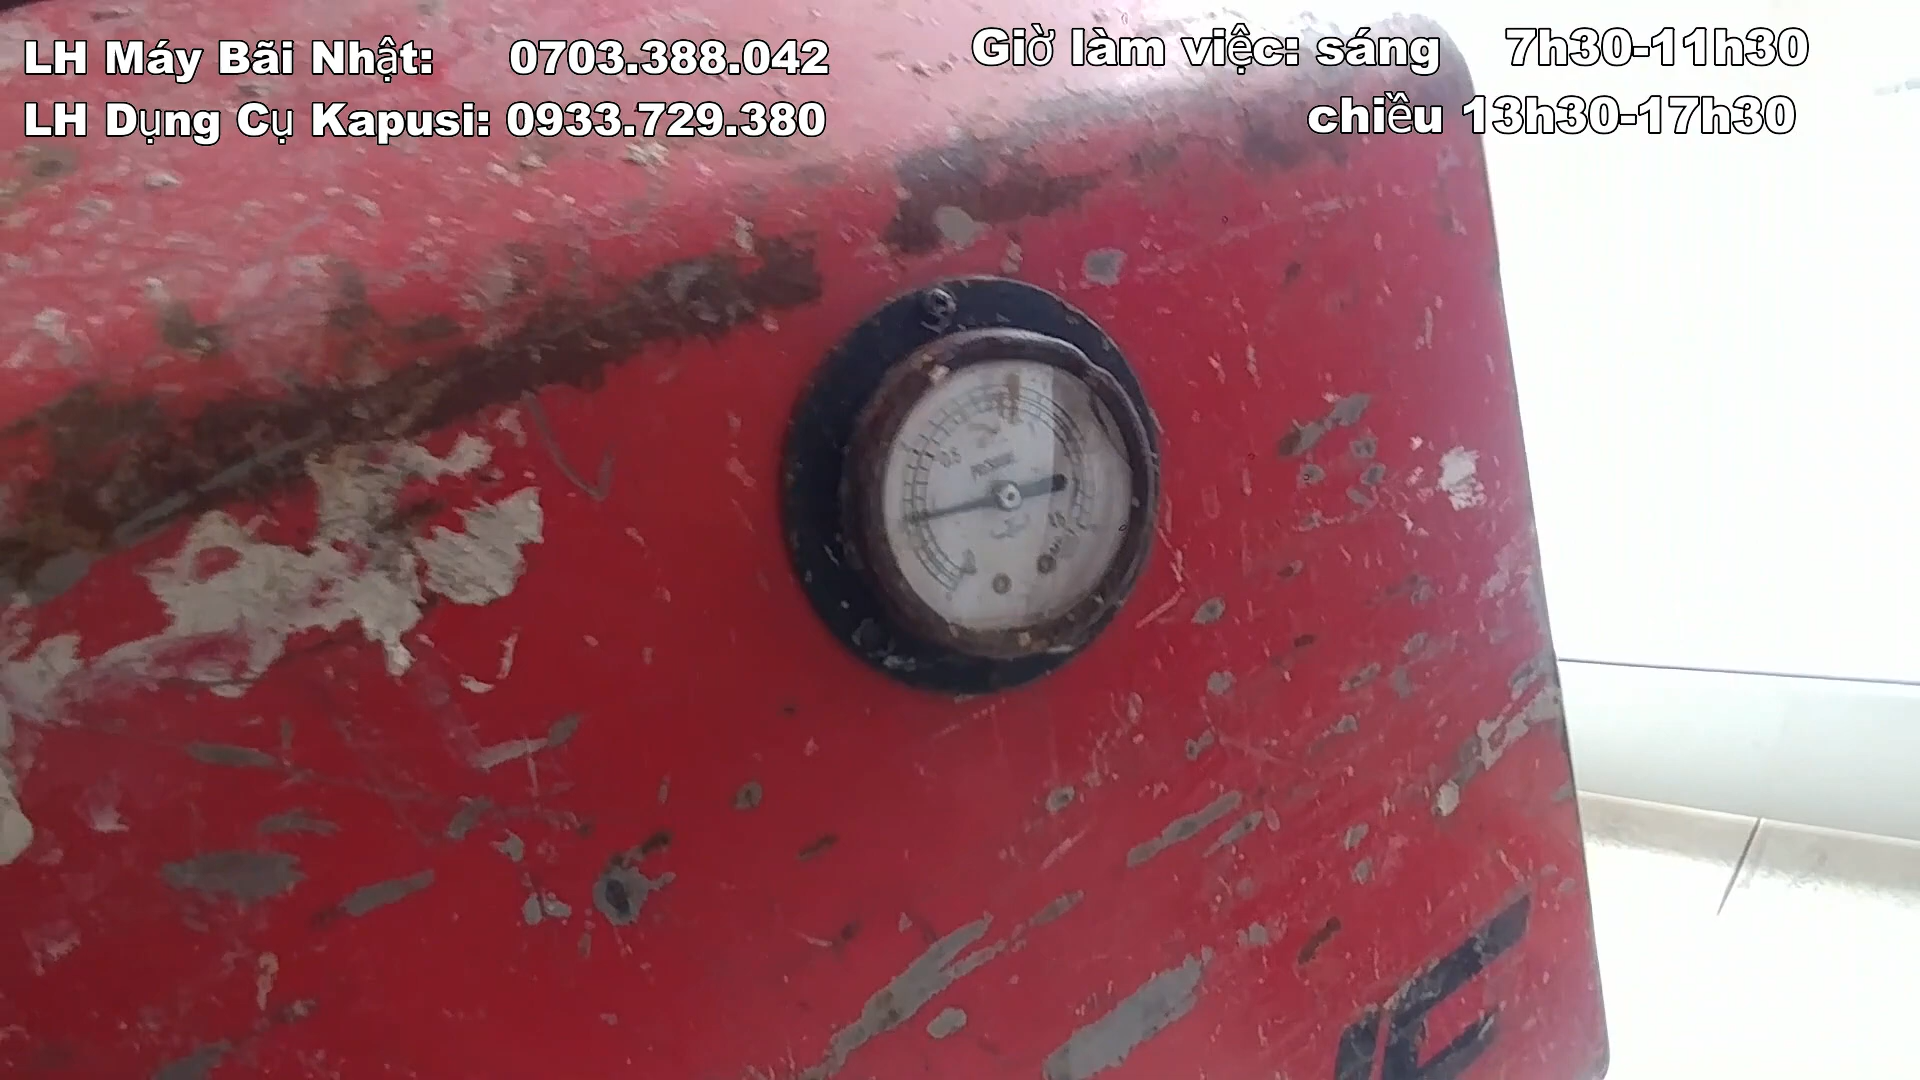 LH Máy Bãi Nhật: 0703.388.042
LH Dụng Cụ Kapusi: 0933.729.380
Giờ làm việc: sáng 7h30-11h30
chiều 13h30-17h30